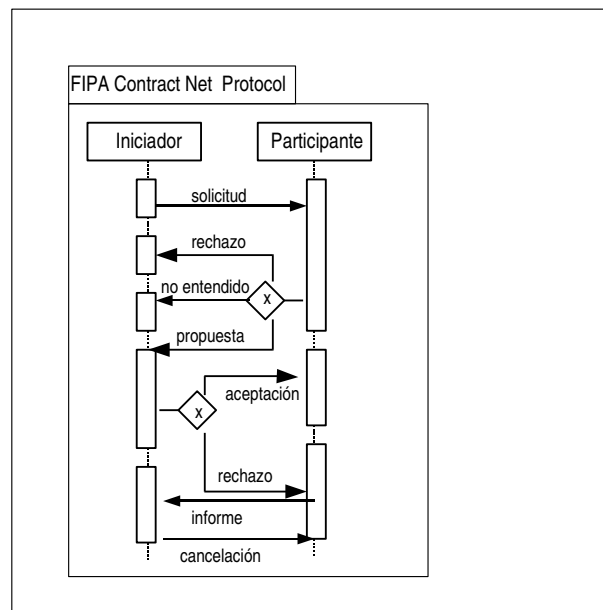 FIPA Contract Net Protocol
Iniciador
Participante
solicitud
rechazo
no entendido
x
propuesta
aceptación
x
rechazo
informe
cancelación